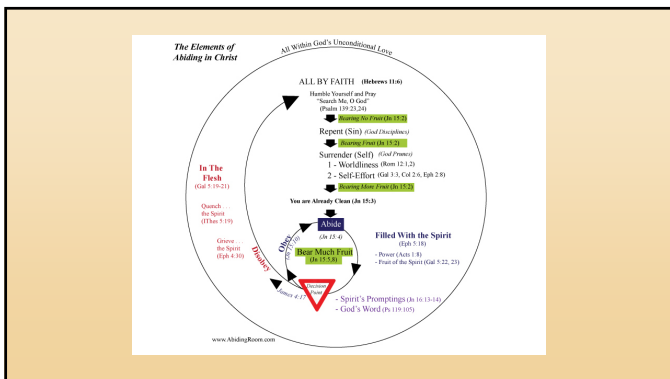 The Elements of
Abiding in Christ
All Within God's Unconditional Love
ALL BY FAITH (Hebrews 11:6)
Humble Yourself and Pray
"Search Me, O God"
(Psalm 139:23,24)
Bearing No Fruit (Jn 15:2)
Repent (Sin) (God Disciplines)
Bearing Fruit (Jn 15:2)
Surrender (Self) (God Prunes)
1 - Worldliness (Rom 12:1,2)
2 - Self-Effort (Gal 3:3, Col 2:6, Eph 2:8)
Bearing More Fruit (Jn 15:2)
You are Already Clean (Jn 15:3)
Abide
(Jn 15:4)
Bear Much Fruit
(Jn 15:5,8)
Obey
(Jn 15:10)
Disobey
James 4:17
Decision
Point
In The
Flesh
(Gal 5:19-21)
Quench . . .
the Spirit
(IThes 5:19)
Grieve . . .
the Spirit
(Eph 4:30)
Filled With the Spirit
(Eph 5:18)
- Power (Acts 1:8)
- Fruit of the Spirit (Gal 5:22, 23)
- Spirit's Promptings (Jn 16:13-14)
- God's Word (Ps 119:105)
www.AbidingRoom.com